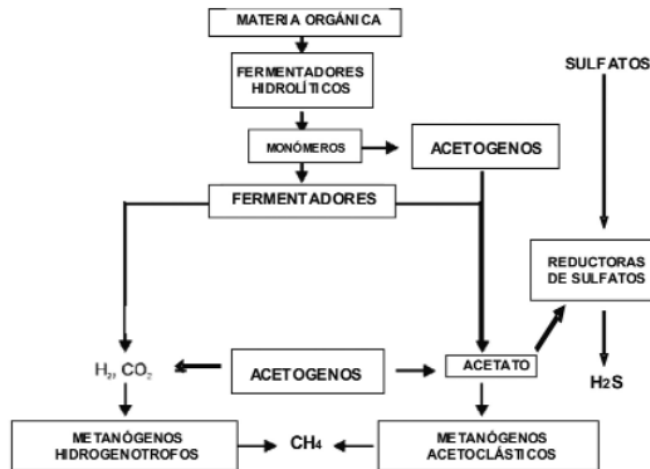 MATERIA ORGÁNICA
FERMENTADORES
HIDROLÍTICOS
SULFATOS
MONÓMEROS
ACETOGENOS
FERMENTADORES
REDUCTORAS
DE SULFATOS
H₂, CO₂
ACETOGENOS
ACETATO
H2S
METANÓGENOS
HIDROGENOTROFOS
CH4
METANÓGENOS
ACETOCLÁSTICOS